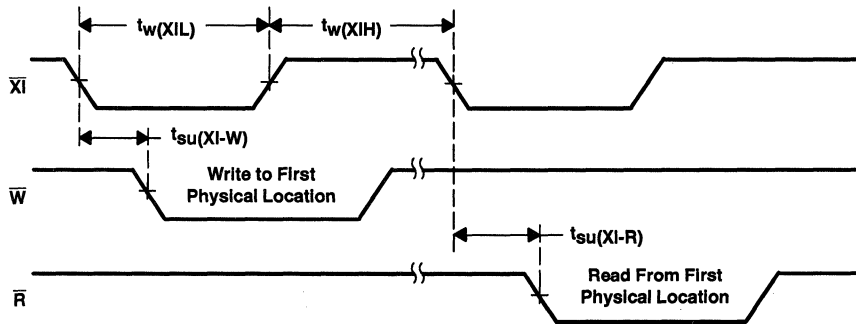 tw(XIL)
tw(XIH)
XI
tsu(XI-W)
Write to First
Physical Location
W
tsu(XI-R)
Read From First
Physical Location
R